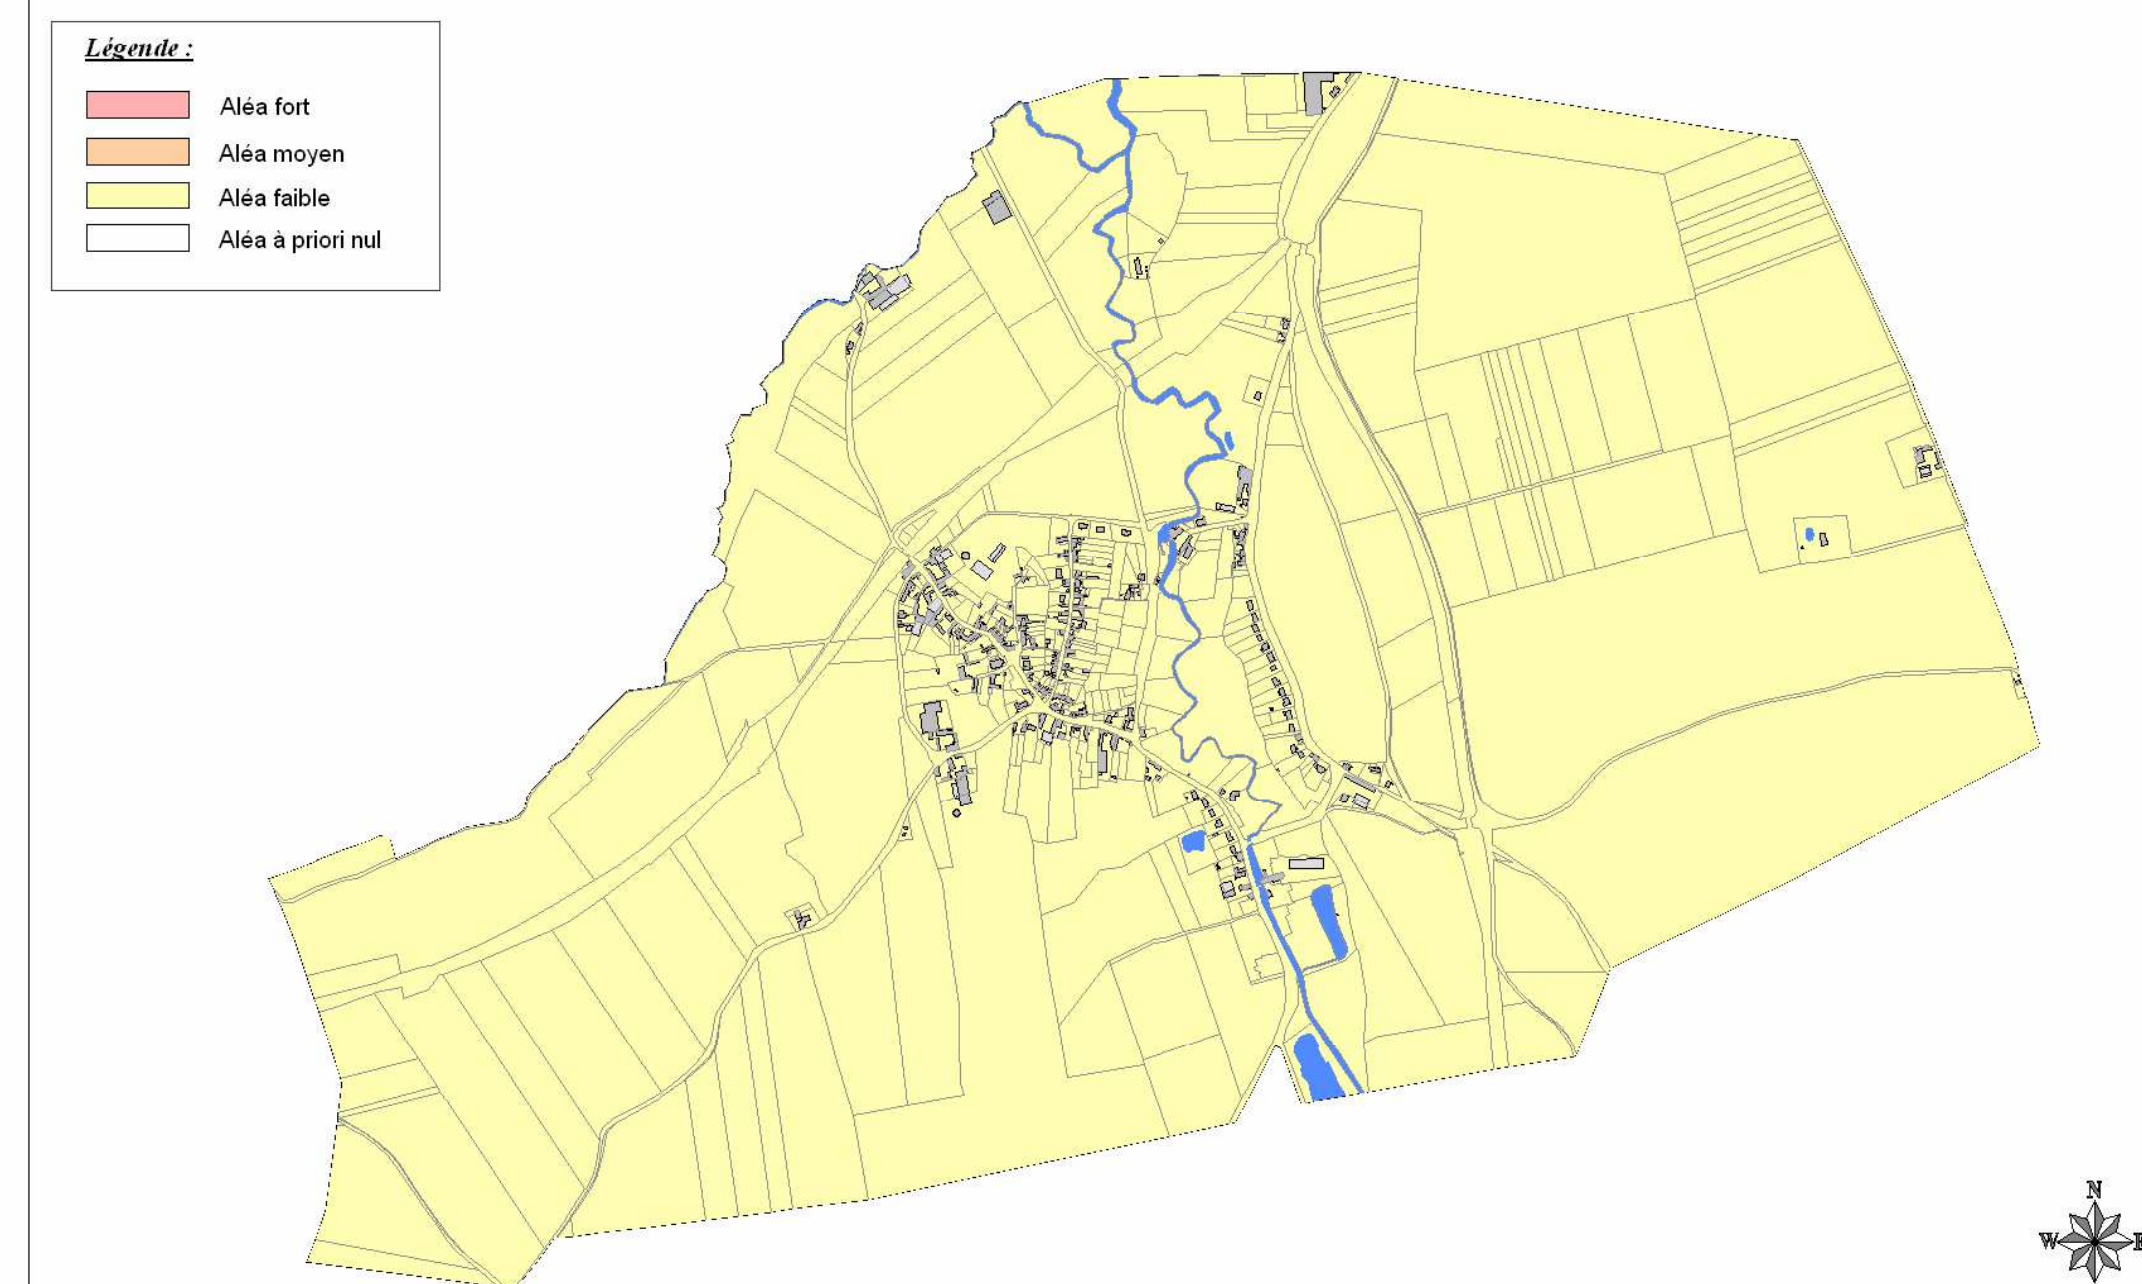 Légende :
Aléa fort
Aléa moyen
Aléa faible
Aléa à priori nul
N
W
E